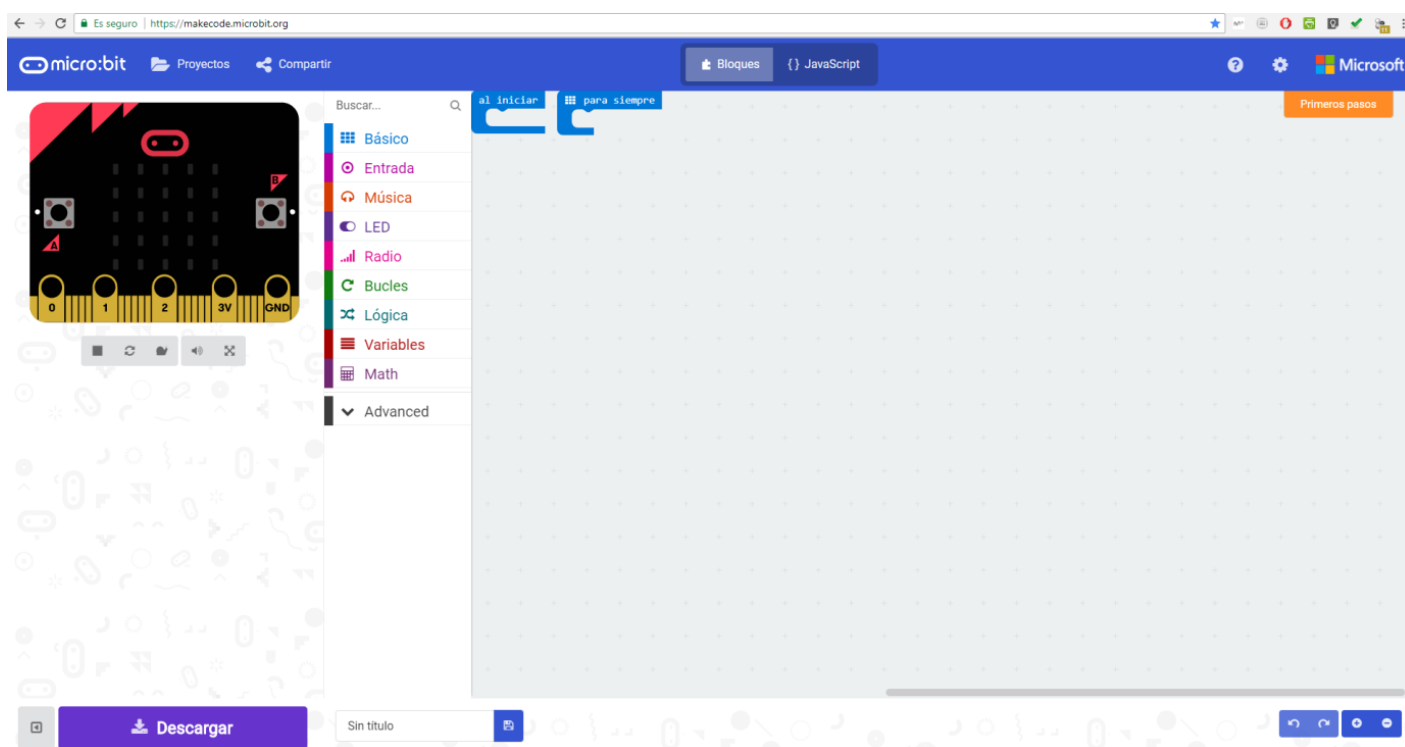 Es seguro | https://makecode.microbit.org
micro:bit Proyectos Compartir Bloques {} JavaScript Microsoft
Buscar...
al iniciar para siempre
Primeros pasos
Básico
Entrada
Música
LED
Radio
Bucles
Lógica
Variables
Math
Advanced
B
A
0 1 2 3V GND
Descargar
Sin título